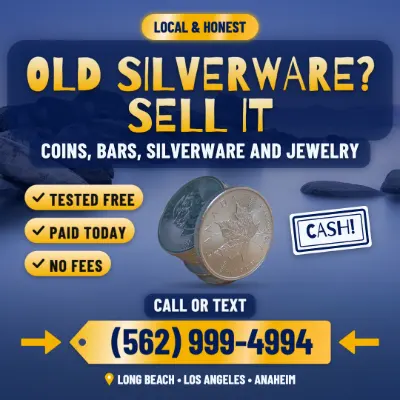 LOCAL & HONEST
OLD SILVERWARE?
SELL IT
COINS, BARS, SILVERWARE AND JEWELRY
TESTED FREE
PAID TODAY
NO FEES
CASH!
CALL OR TEXT
(562) 999-4994
LONG BEACH • LOS ANGELES • ANAHEIM